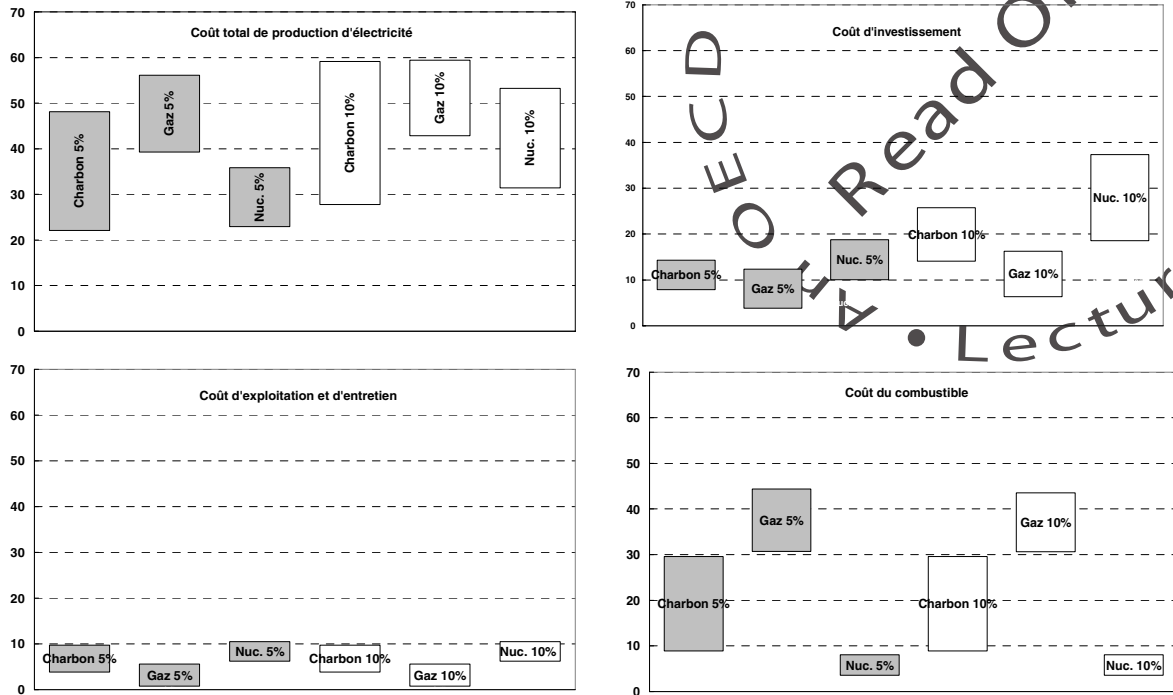 Coût total de production d'électricité
70
60
50
40
30
20
10
0
Charbon 5%
Gaz 5%
Nuc. 5%
Charbon 10%
Gaz 10%
Nuc. 10%
Coût d'investissement
70
60
50
40
30
20
10
0
Charbon 5%
Gaz 5%
Nuc. 5%
Charbon 10%
Gaz 10%
Nuc. 10%
OECD
Read
Lectur
Coût d'exploitation et d'entretien
70
60
50
40
30
20
10
0
Charbon 5%
Gaz 5%
Nuc. 5%
Charbon 10%
Gaz 10%
Nuc. 10%
Coût du combustible
70
60
50
40
30
20
10
0
Charbon 5%
Gaz 5%
Nuc. 5%
Charbon 10%
Gaz 10%
Nuc. 10%